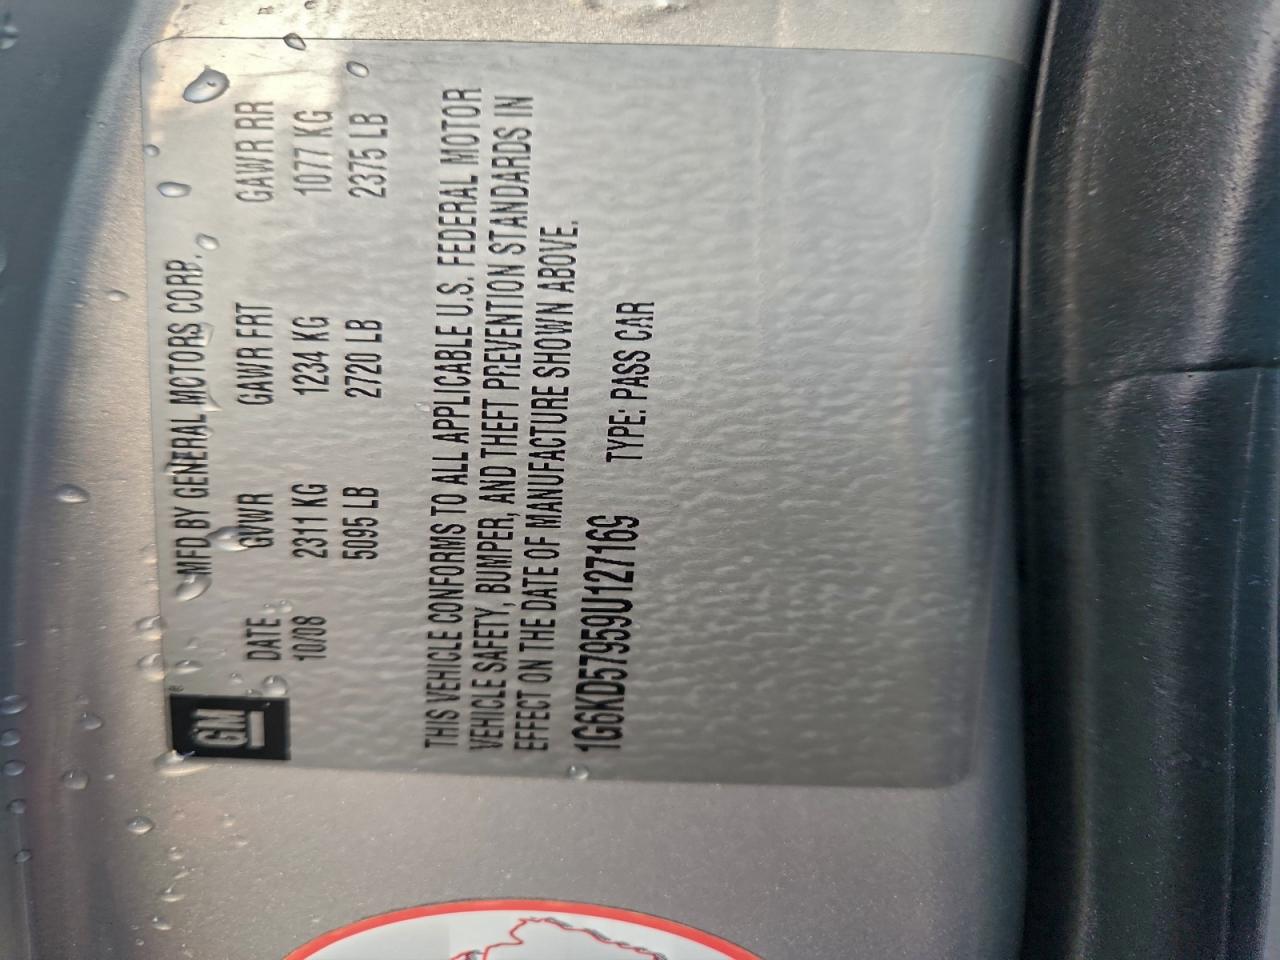 GM
MFD BY GENERAL MOTORS CORP.
DATE GVWR GAWR FRT GAWR RR
10/08 2311 KG 1234 KG 1077 KG
5095 LB 2720 LB 2375 LB
THIS VEHICLE CONFORMS TO ALL APPLICABLE U.S. FEDERAL MOTOR
VEHICLE SAFETY, BUMPER, AND THEFT PREVENTION STANDARDS IN
EFFECT ON THE DATE OF MANUFACTURE SHOWN ABOVE.
1G6KD57959U127169 TYPE: PASS CAR